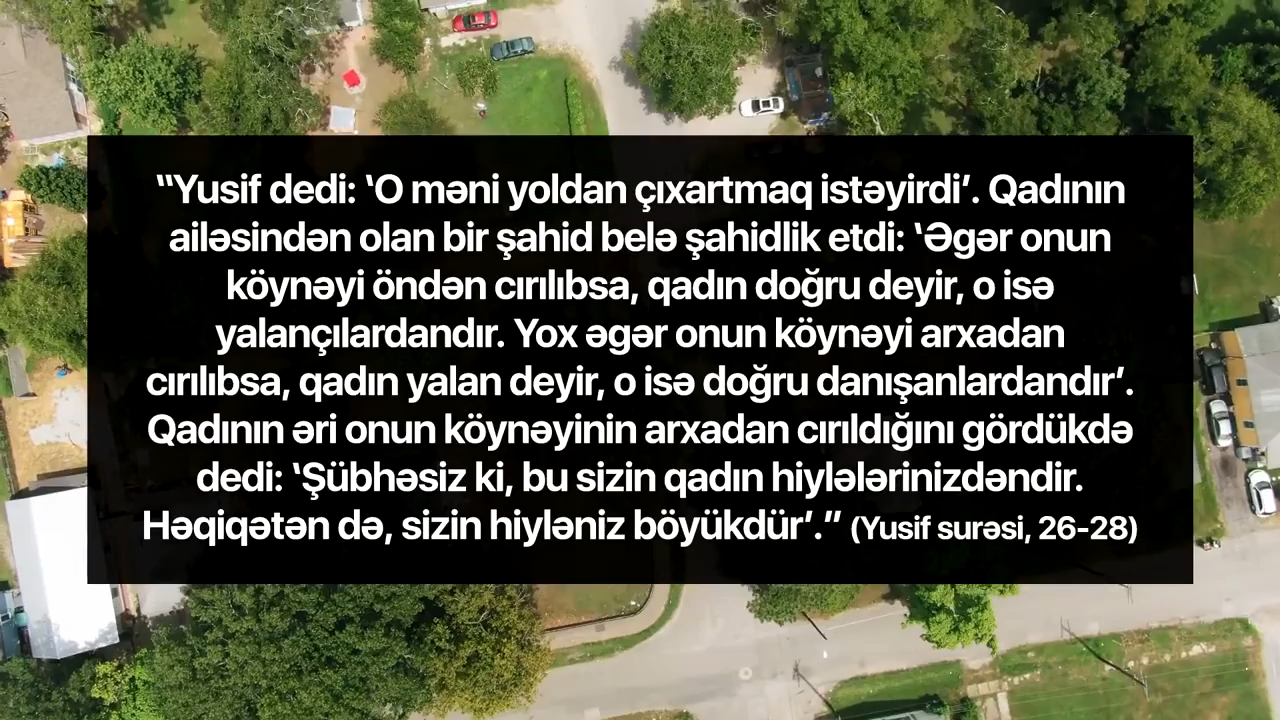 “Yusif dedi: ‘O məni yoldan çıxartmaq istəyirdi’. Qadının
ailəsindən olan bir şahid belə şahidlik etdi: ‘Əgər onun
köynəyi öndən cırılıbsa, qadın doğru deyir, o isə
yalançılardandır. Yox əgər onun köynəyi arxadan
cırılıbsa, qadın yalan deyir, o isə doğru danışanlardandır’.
Qadının əri onun köynəyinin arxadan cırıldığını gördükdə
dedi: ‘Şübhəsiz ki, bu sizin qadın hiylələrinizdəndir.
Həqiqətən də, sizin hiyləniz böyükdür’.” (Yusif surəsi, 26-28)